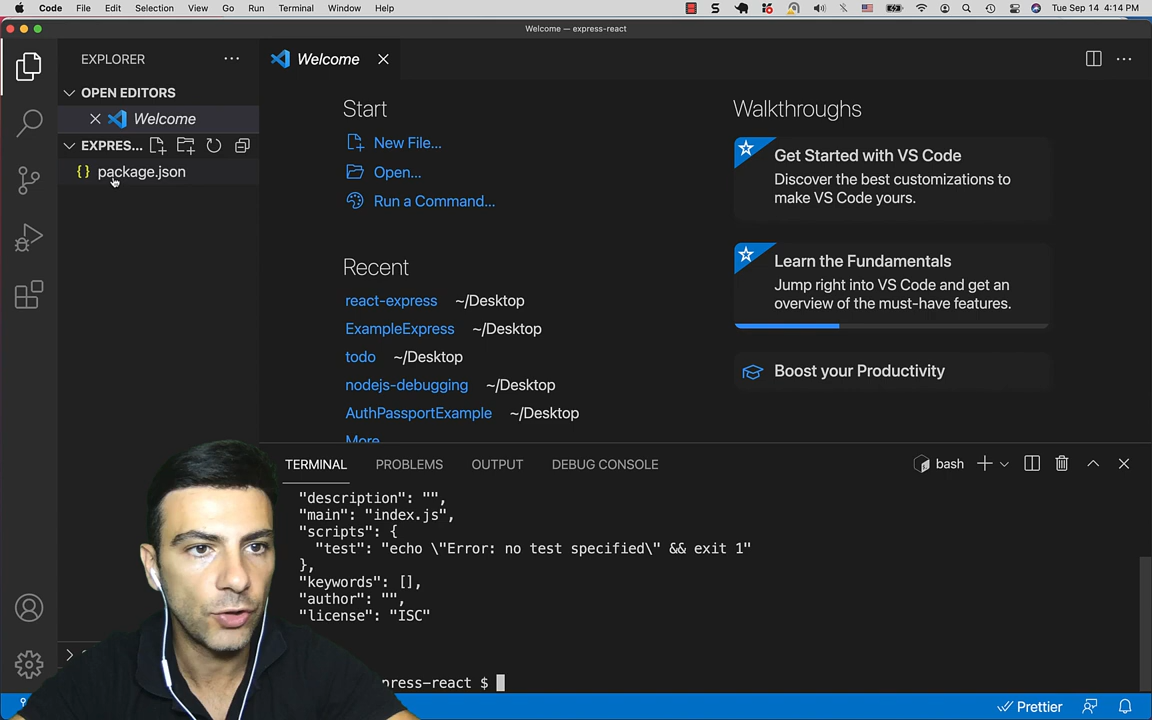 Code File Edit Selection View Go Run Terminal Window Help
Tue Sep 14 4:14 PM
Welcome — express-react
EXPLORER
OPEN EDITORS
Welcome
EXPRES...
package.json
Welcome
Start
New File...
Open...
Run a Command...
Recent
react-express ~/Desktop
ExampleExpress ~/Desktop
todo ~/Desktop
nodejs-debugging ~/Desktop
AuthPassportExample ~/Desktop
More...
Walkthroughs
Get Started with VS Code
Discover the best customizations to
make VS Code yours.
Learn the Fundamentals
Jump right into VS Code and get an
overview of the must-have features.
Boost your Productivity
TERMINAL PROBLEMS OUTPUT DEBUG CONSOLE
bash
"description": "",
"main": "index.js",
"scripts": {
"test": "echo \"Error: no test specified\" && exit 1"
},
"keywords": [],
"author": "",
"license": "ISC"
press-react $
Prettier